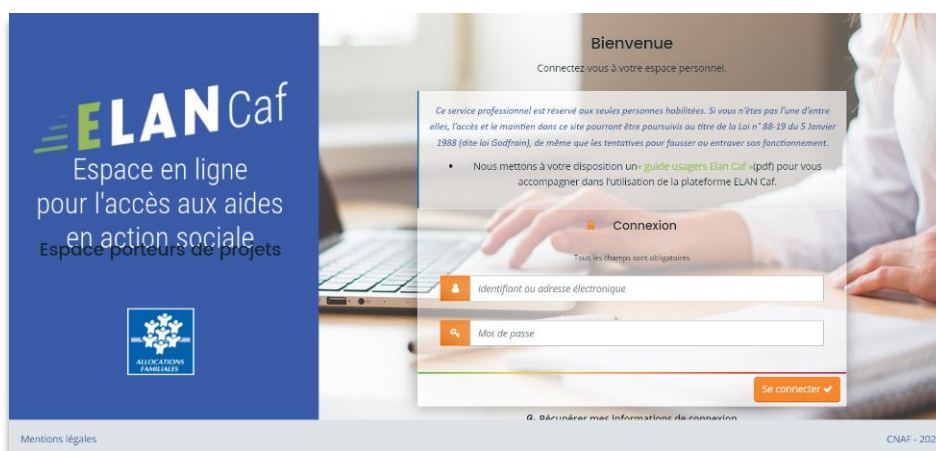 ELAN Caf
Espace en ligne
pour l'accès aux aides
en action sociale
Espace porteurs de projets
ALLOCATIONS
FAMILIALES
Bienvenue
Connectez-vous à votre espace personnel.
Ce service professionnel est réservé aux seules personnes habilitées. Si vous n'êtes pas l'une d'entre
elles, l'accès et le maintien dans ce site pourront être poursuivis au titre de la Loi n° 88-19 du 5 Janvier
1988 (dite loi Godfrain), de même que les tentatives pour fausser ou entraver son fonctionnement.
• Nous mettons à votre disposition un« guide usagers Elan Caf »(pdf) pour vous
accompagner dans l'utilisation de la plateforme ELAN Caf.
Connexion
Tous les champs sont obligatoires
Identifiant ou adresse électronique
Mot de passe
Se connecter
Récupérer mes informations de connexion
Mentions légales
CNAF - 202